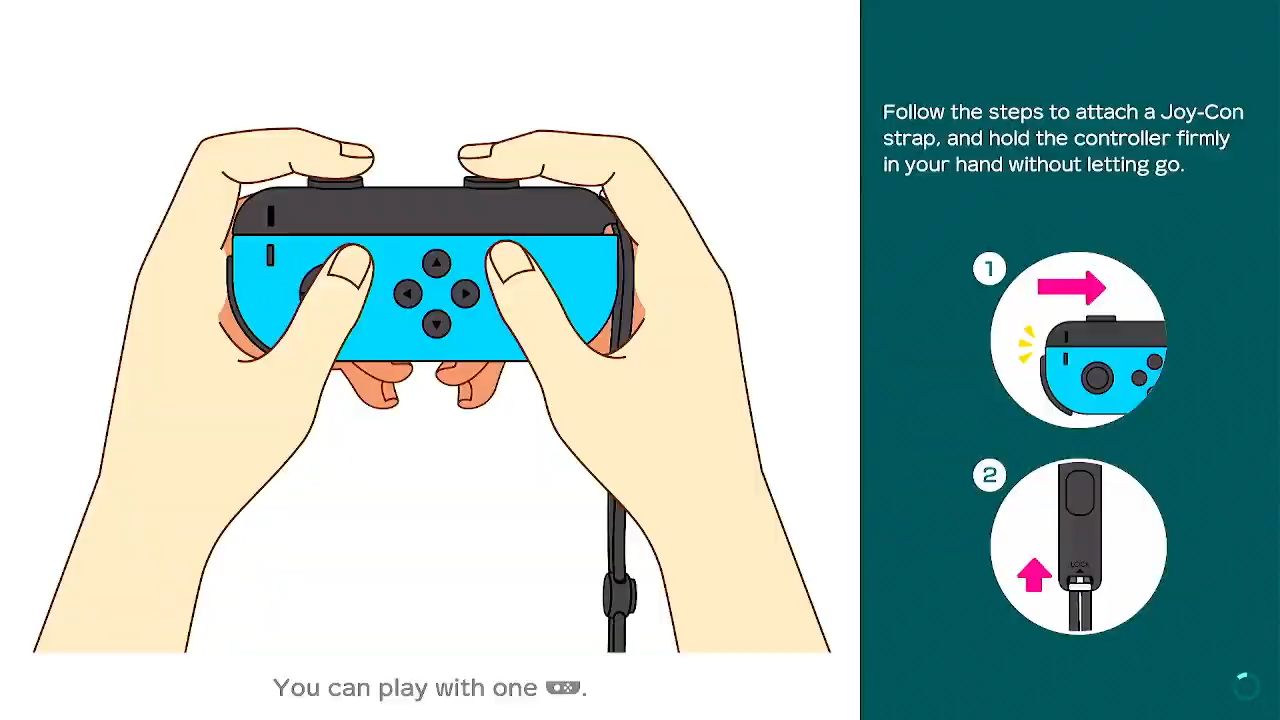 Follow the steps to attach a Joy-Con
strap, and hold the controller firmly
in your hand without letting go.
1
2
LOCK
You can play with one .